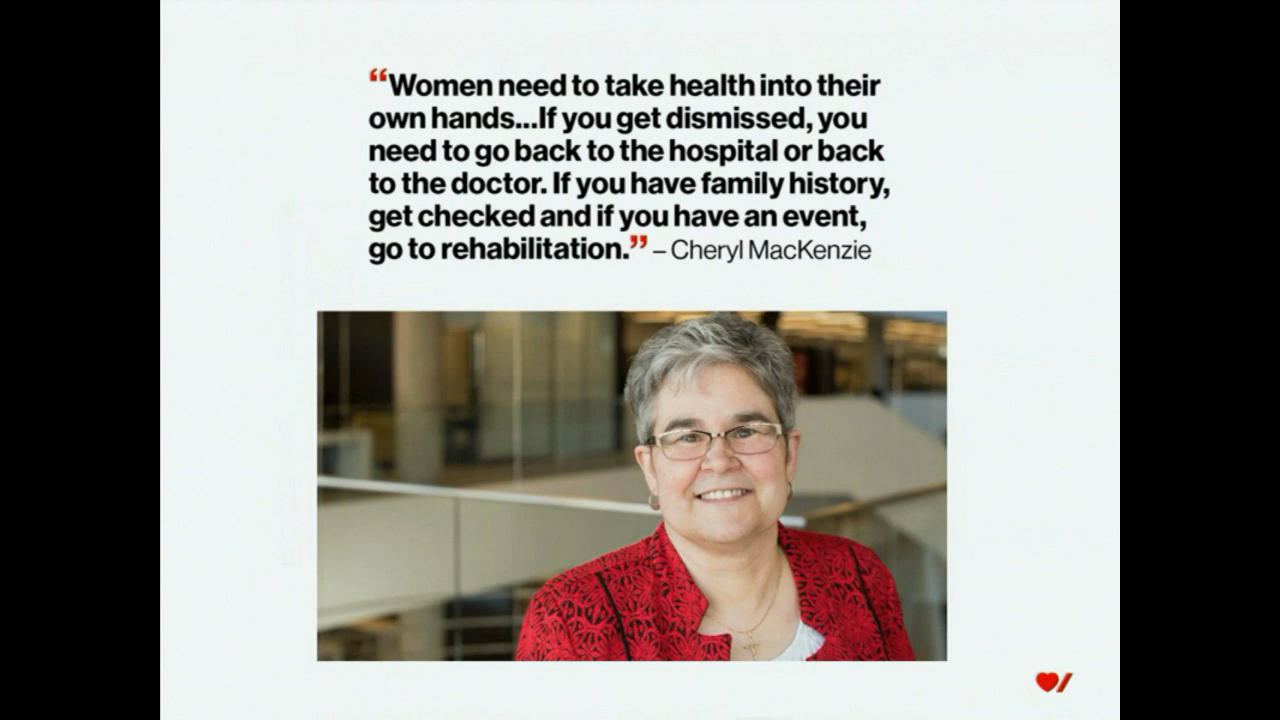 “Women need to take health into their
own hands...If you get dismissed, you
need to go back to the hospital or back
to the doctor. If you have family history,
get checked and if you have an event,
go to rehabilitation.” – Cheryl MacKenzie